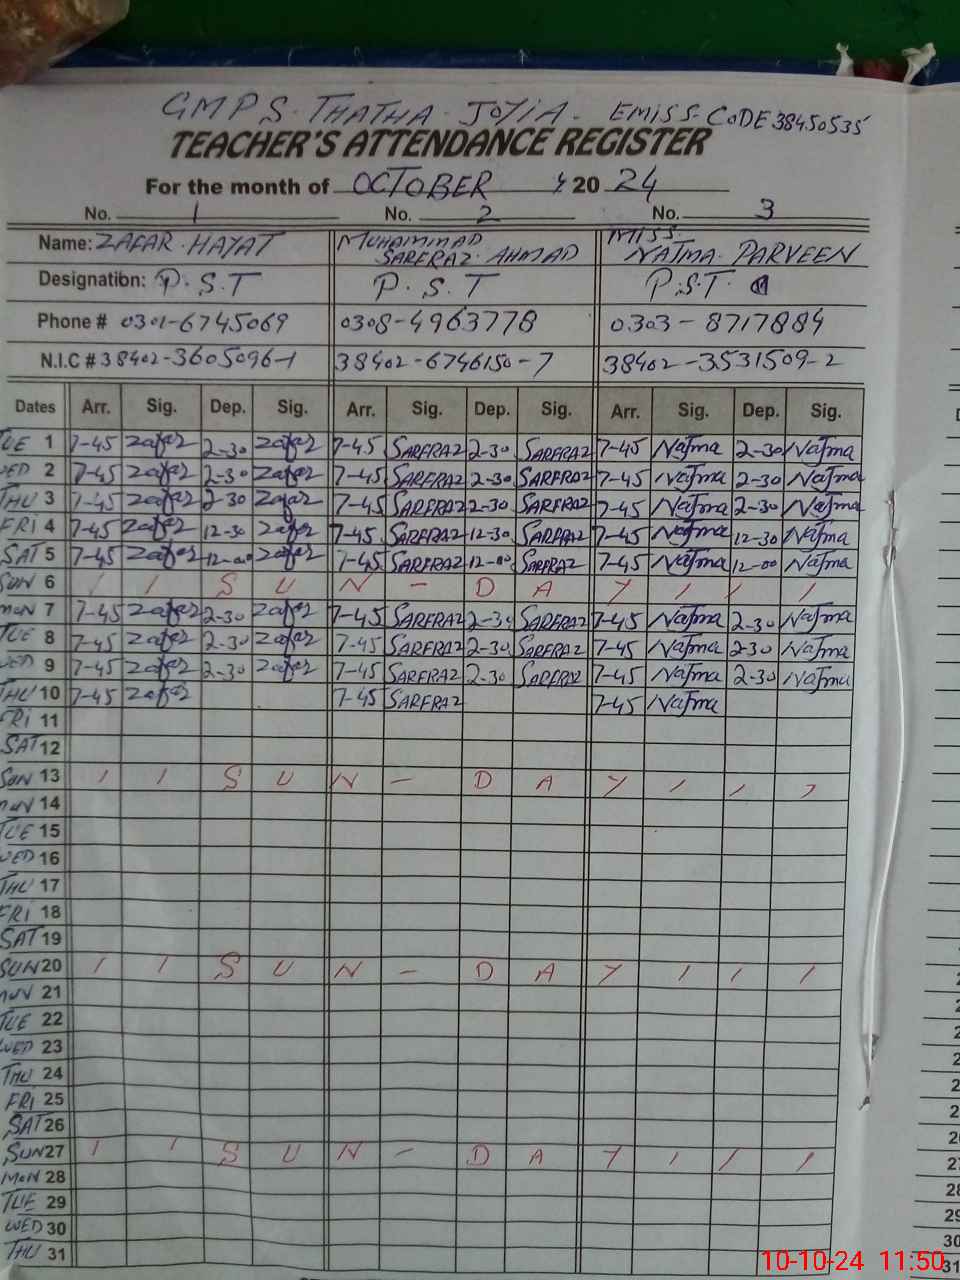 GMPS. THATHA. JOYIA. EMISS-CODE 38450535
TEACHER'S ATTENDANCE REGISTER
For the month of OCTOBER 2024
No. 1 No. 2 No. 3
Name: ZAFAR HAYAT MUHAMMAD SARFRAZ AHMAD MISS. NAJMA PARVEEN
Designation: P.S.T P.S.T P.S.T
Phone # 0301-6745069 0308-4963778 0303-8717884
N.I.C # 38402-3605096-1 38402-6746150-7 38402-3531509-2
Dates Arr. Sig. Dep. Sig. Arr. Sig. Dep. Sig. Arr. Sig. Dep. Sig.
TUE 1 7-45 Zafar 2-30 Zafar 7-45 SARFRAZ 2-30 SARFRAZ 7-45 Najma 2-30 Najma
WED 2 7-45 Zafar 2-30 Zafar 7-45 SARFRAZ 2-30 SARFRAZ 7-45 Najma 2-30 Najma
THU 3 7-45 Zafar 2-30 Zafar 7-45 SARFRAZ 2-30 SARFRAZ 7-45 Najma 2-30 Najma
FRI 4 7-45 Zafar 12-30 Zafar 7-45 SARFRAZ 12-30 SARFRAZ 7-45 Najma 12-30 Najma
SAT 5 7-45 Zafar 12-00 Zafar 7-45 SARFRAZ 12-00 SARFRAZ 7-45 Najma 12-00 Najma
SUN 6 / / S U N - D A Y / / /
MON 7 7-45 Zafar 2-30 Zafar 7-45 SARFRAZ 2-30 SARFRAZ 7-45 Najma 2-30 Najma
TUE 8 7-45 Zafar 2-30 Zafar 7-45 SARFRAZ 2-30 SARFRAZ 7-45 Najma 2-30 Najma
WED 9 7-45 Zafar 2-30 Zafar 7-45 SARFRAZ 2-30 SARFRAZ 7-45 Najma 2-30 Najma
THU 10 7-45 Zafar 7-45 SARFRAZ 7-45 Najma
FRI 11
SAT 12
SUN 13 / / S U N - D A Y / / /
MON 14
TUE 15
WED 16
THU 17
FRI 18
SAT 19
SUN 20 / / S U N - D A Y / / /
MON 21
TUE 22
WED 23
THU 24
FRI 25
SAT 26
SUN 27 / / S U N - D A Y / / /
MON 28
TUE 29
WED 30
THU 31
10-10-24 11:50